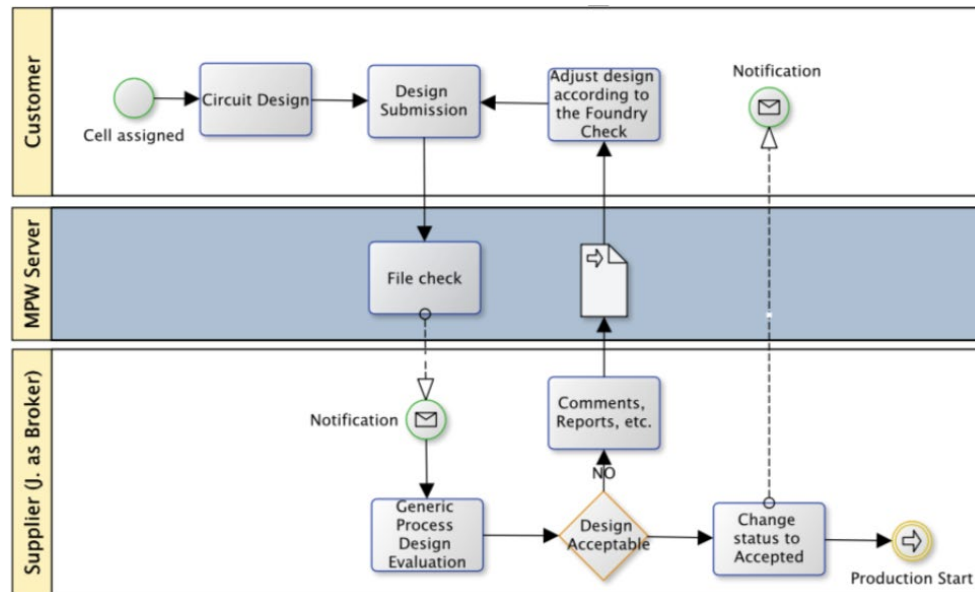 Customer
Cell assigned
Circuit Design
Design
Submission
Adjust design
according to
the Foundry
Check
Notification
MPW Server
File check
Supplier (J. as Broker)
Notification
Generic
Process
Design
Evaluation
Comments,
Reports, etc.
NO
Design
Acceptable
Change
status to
Accepted
Production Start